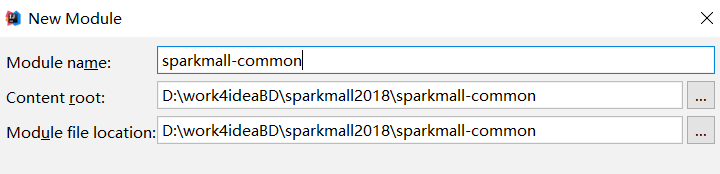 New Module
Module name: sparkmall-common
Content root: D:\work4ideaBD\sparkmall2018\sparkmall-common ...
Module file location: D:\work4ideaBD\sparkmall2018\sparkmall-common ...